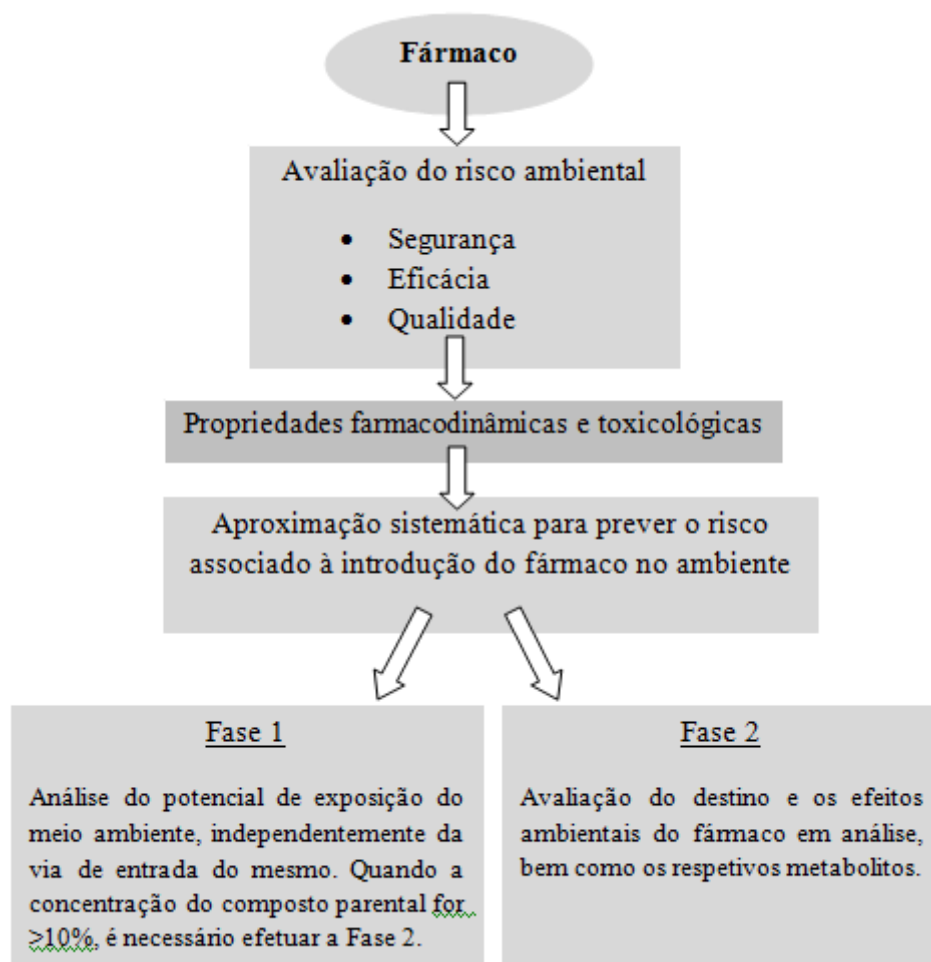 Fármaco
Avaliação do risco ambiental
• Segurança
• Eficácia
• Qualidade
Propriedades farmacodinâmicas e toxicológicas
Aproximação sistemática para prever o risco
associado à introdução do fármaco no ambiente
Fase 1
Análise do potencial de exposição do
meio ambiente, independentemente da
via de entrada do mesmo. Quando a
concentração do composto parental for
>10%, é necessário efetuar a Fase 2.
Fase 2
Avaliação do destino e os efeitos
ambientais do fármaco em análise,
bem como os respetivos metabolitos.